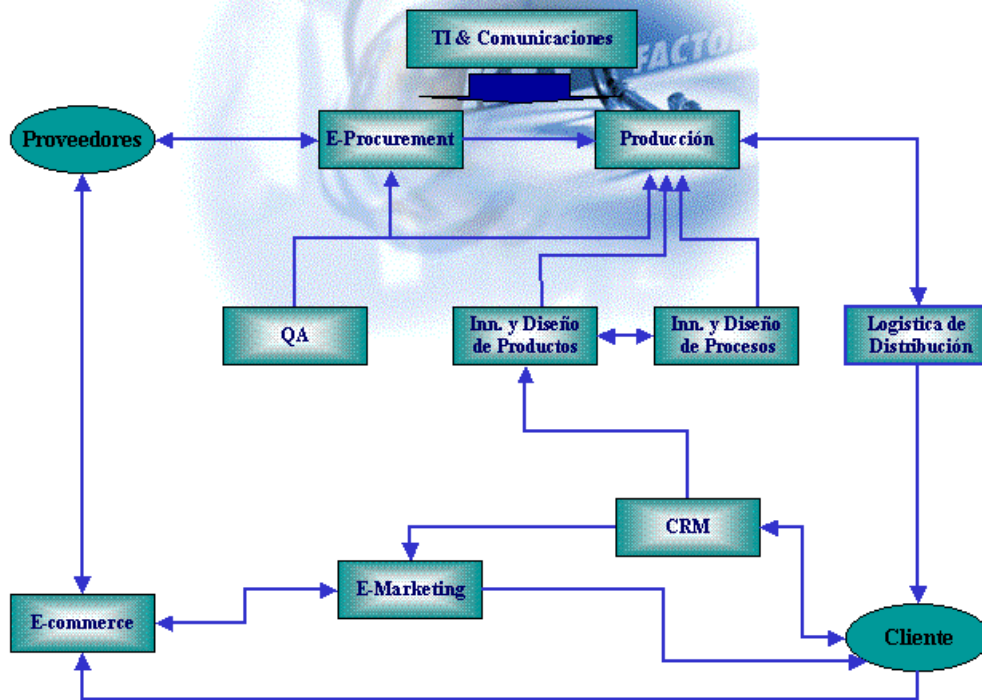 TI & Comunicaciones
FACTOR
Proveedores
E-Procurement
Producción
QA
Inn. y Diseño
de Productos
Inn. y Diseño
de Procesos
Logistica de
Distribución
CRM
E-Marketing
E-commerce
Cliente